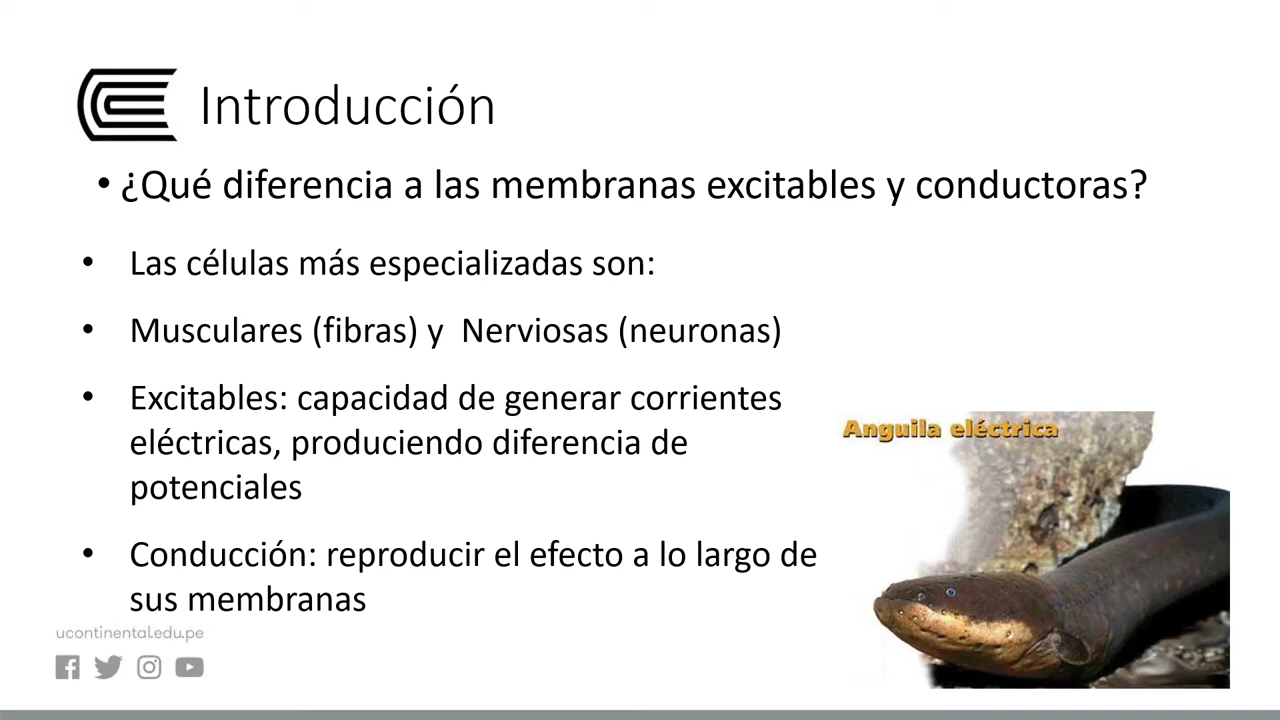 Introducción
• ¿Qué diferencia a las membranas excitables y conductoras?
• Las células más especializadas son:
• Musculares (fibras) y  Nerviosas (neuronas)
• Excitables: capacidad de generar corrientes
eléctricas, produciendo diferencia de
potenciales
• Conducción: reproducir el efecto a lo largo de
sus membranas
Anguila eléctrica
ucontinental.edu.pe